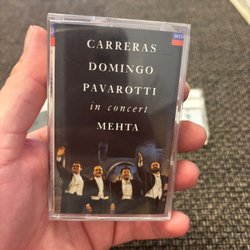 CARRERAS
DOMINGO
PAVAROTTI
in concert
MEHTA